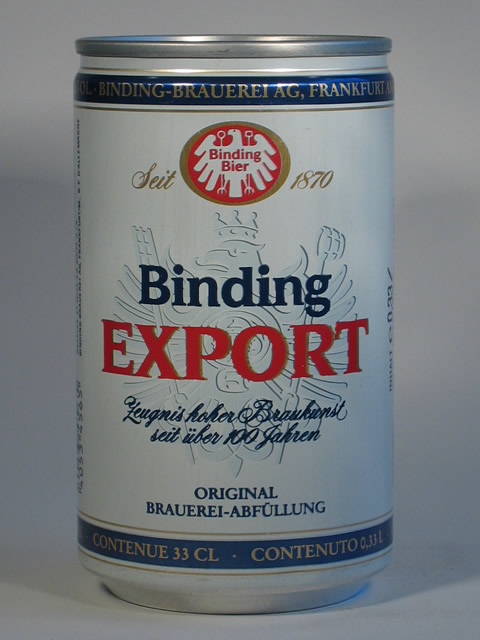 OL · BINDING-BRAUEREI AG, FRANKFURT A
Binding
Bier
Seit 1870
Binding
EXPORT
Zeugnis hoher Braukunst
seit über 100 Jahren
ORIGINAL
BRAUEREI-ABFÜLLUNG
CONTENUE 33 CL · CONTENUTO 0,33 L